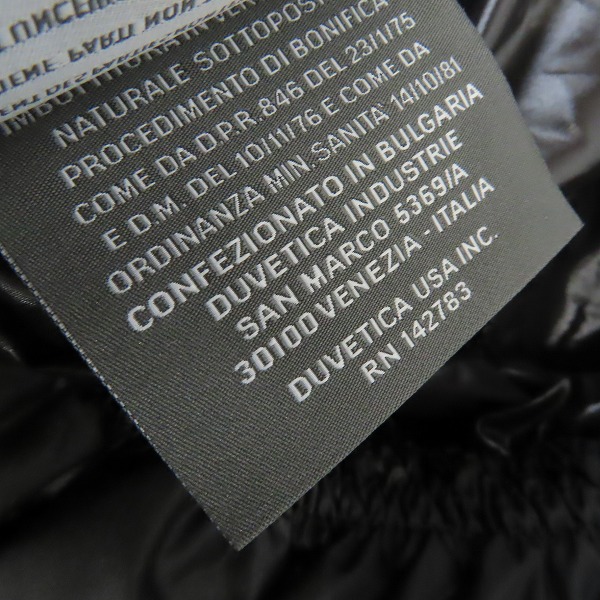 NATURALE SOTTOPOS
PROCEDIMENTO DI BONIFICA
COME DA D.P.R. 846 DEL 23/1/75
E D.M. DEL 10/11/76 E COME DA
ORDINANZA MIN. SANITA 14/10/81
CONFEZIONATO IN BULGARIA
DUVETICA INDUSTRIE
SAN MARCO 5369/A
30100 VENEZIA - ITALIA
DUVETICA USA INC.
RN 142783